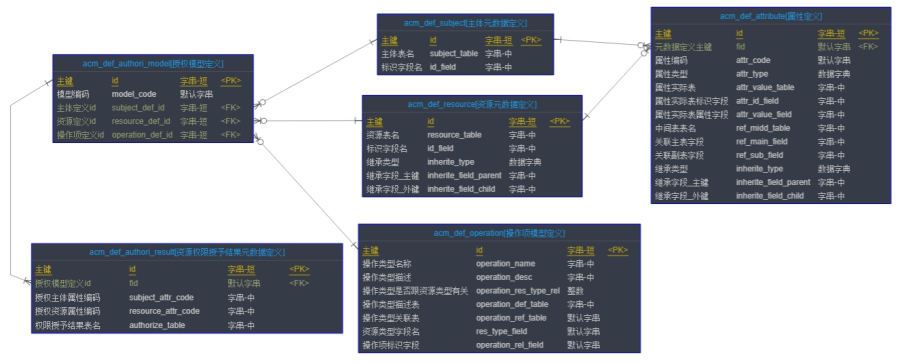 acm_def_subject[主体元数据定义]
主键 id 字串-短 <PK>
主体表名 subject_table 字串-中
标识字段名 id_field 字串-中
acm_def_attribute[属性定义]
主键 id 字串-短 <PK>
元数据定义主键 fid 默认字串 <FK>
属性编码 attr_code 默认字串
属性类型 attr_type 数据字典
属性实际表 attr_value_table 字串-中
属性实际表标识字段 attr_id_field 字串-中
属性实际表属性字段 attr_value_field 字串-中
中间表表名 ref_midd_table 字串-中
关联主表字段 ref_main_field 字串-中
关联副表字段 ref_sub_field 字串-中
继承类型 inherite_type 数据字典
继承字段_主键 inherite_field_parent 字串-中
继承字段_外键 inherite_field_child 字串-中
acm_def_authori_model[授权模型定义]
主键 id 字串-短 <PK>
模型编码 model_code 默认字串
主体定义id subject_def_id 字串-短 <FK>
资源定义id resource_def_id 字串-短 <FK>
操作项定义id operation_def_id 字串-短 <FK>
acm_def_resource[资源元数据定义]
主键 id 字串-短 <PK>
资源表名 resource_table 字串-中
标识字段名 id_field 字串-中
继承类型 inherite_type 数据字典
继承字段_主键 inherite_field_parent 字串-中
继承字段_外键 inherite_field_child 字串-中
acm_def_authori_result[资源权限授予结果元数据定义]
主键 id 字串-短 <PK>
授权模型定义id fid 默认字串 <FK>
授权主体属性编码 subject_attr_code 字串-中
授权资源属性编码 resource_attr_code 字串-中
权限授予结果表名 authorize_table 字串-中
acm_def_operation[操作项模型定义]
主键 id 字串-短 <PK>
操作类型名称 operation_name 字串-中
操作类型描述 operation_desc 字串-中
操作类型是否跟资源类型有关 operation_res_type_rel 整数
操作类型描述表 operation_def_table 字串-中
操作类型关联表 operation_ref_table 默认字串
资源类型字段名 res_type_field 默认字串
操作项标识字段 operation_rel_field 默认字串